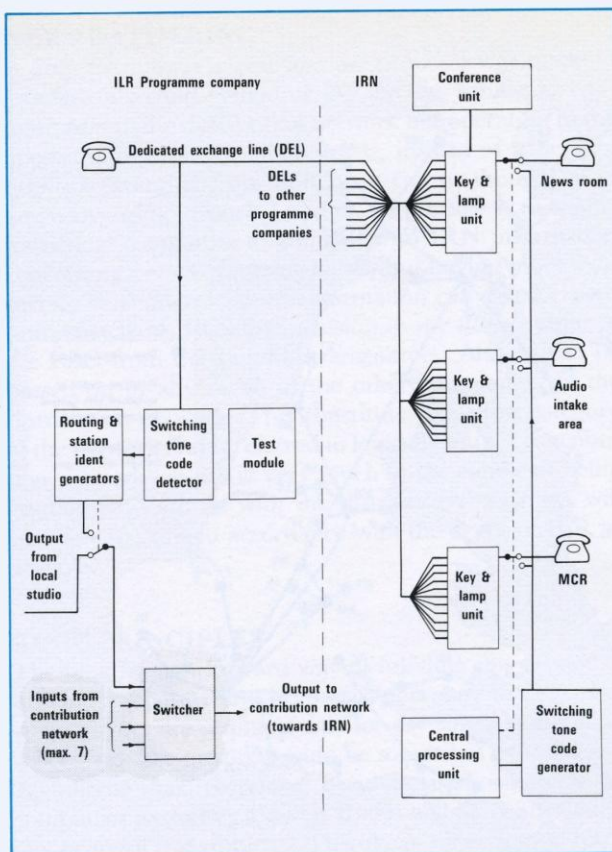 ILR Programme company
IRN
Conference
unit
Dedicated exchange line (DEL)
DELs
to other
programme
companies
Key &
lamp
unit
News room
Key &
lamp
unit
Audio
intake
area
Routing &
station
ident
generators
Switching
tone
code
detector
Test
module
Output
from
local
studio
Key &
lamp
unit
MCR
Inputs from
contribution
network
(max. 7)
Switcher
Output to
contribution network
(towards IRN)
Central
processing
unit
Switching
tone
code
generator